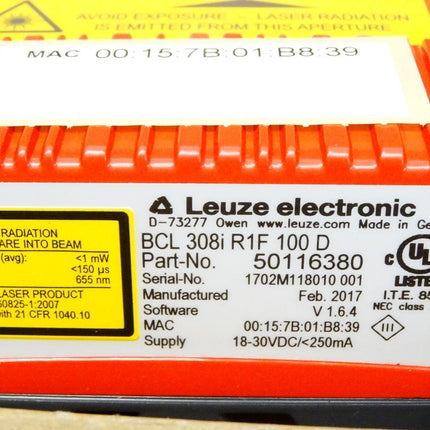 AVOID EXPOSURE - LASER RADIATION
IS EMITTED FROM THIS APERTURE
MAC 00:15:7B:01:B8:39
Leuze electronic
D-73277 Owen www.leuze.com Made in
BCL 308i R1F 100 D
Part-No. 50116380
Serial-No. 1702M118010 001
Manufactured Feb. 2017
Software V 1.6.4
MAC 00:15:7B:01:B8:39
Supply 18-30VDC/<250mA
RADIATION
ARE INTO BEAM
(avg): <1 mW
<150 µs
655 nm
LASER PRODUCT
60825-1:2007
with 21 CFR 1040.10
C UL
LISTE
I.T.E. 85
NEC class
III